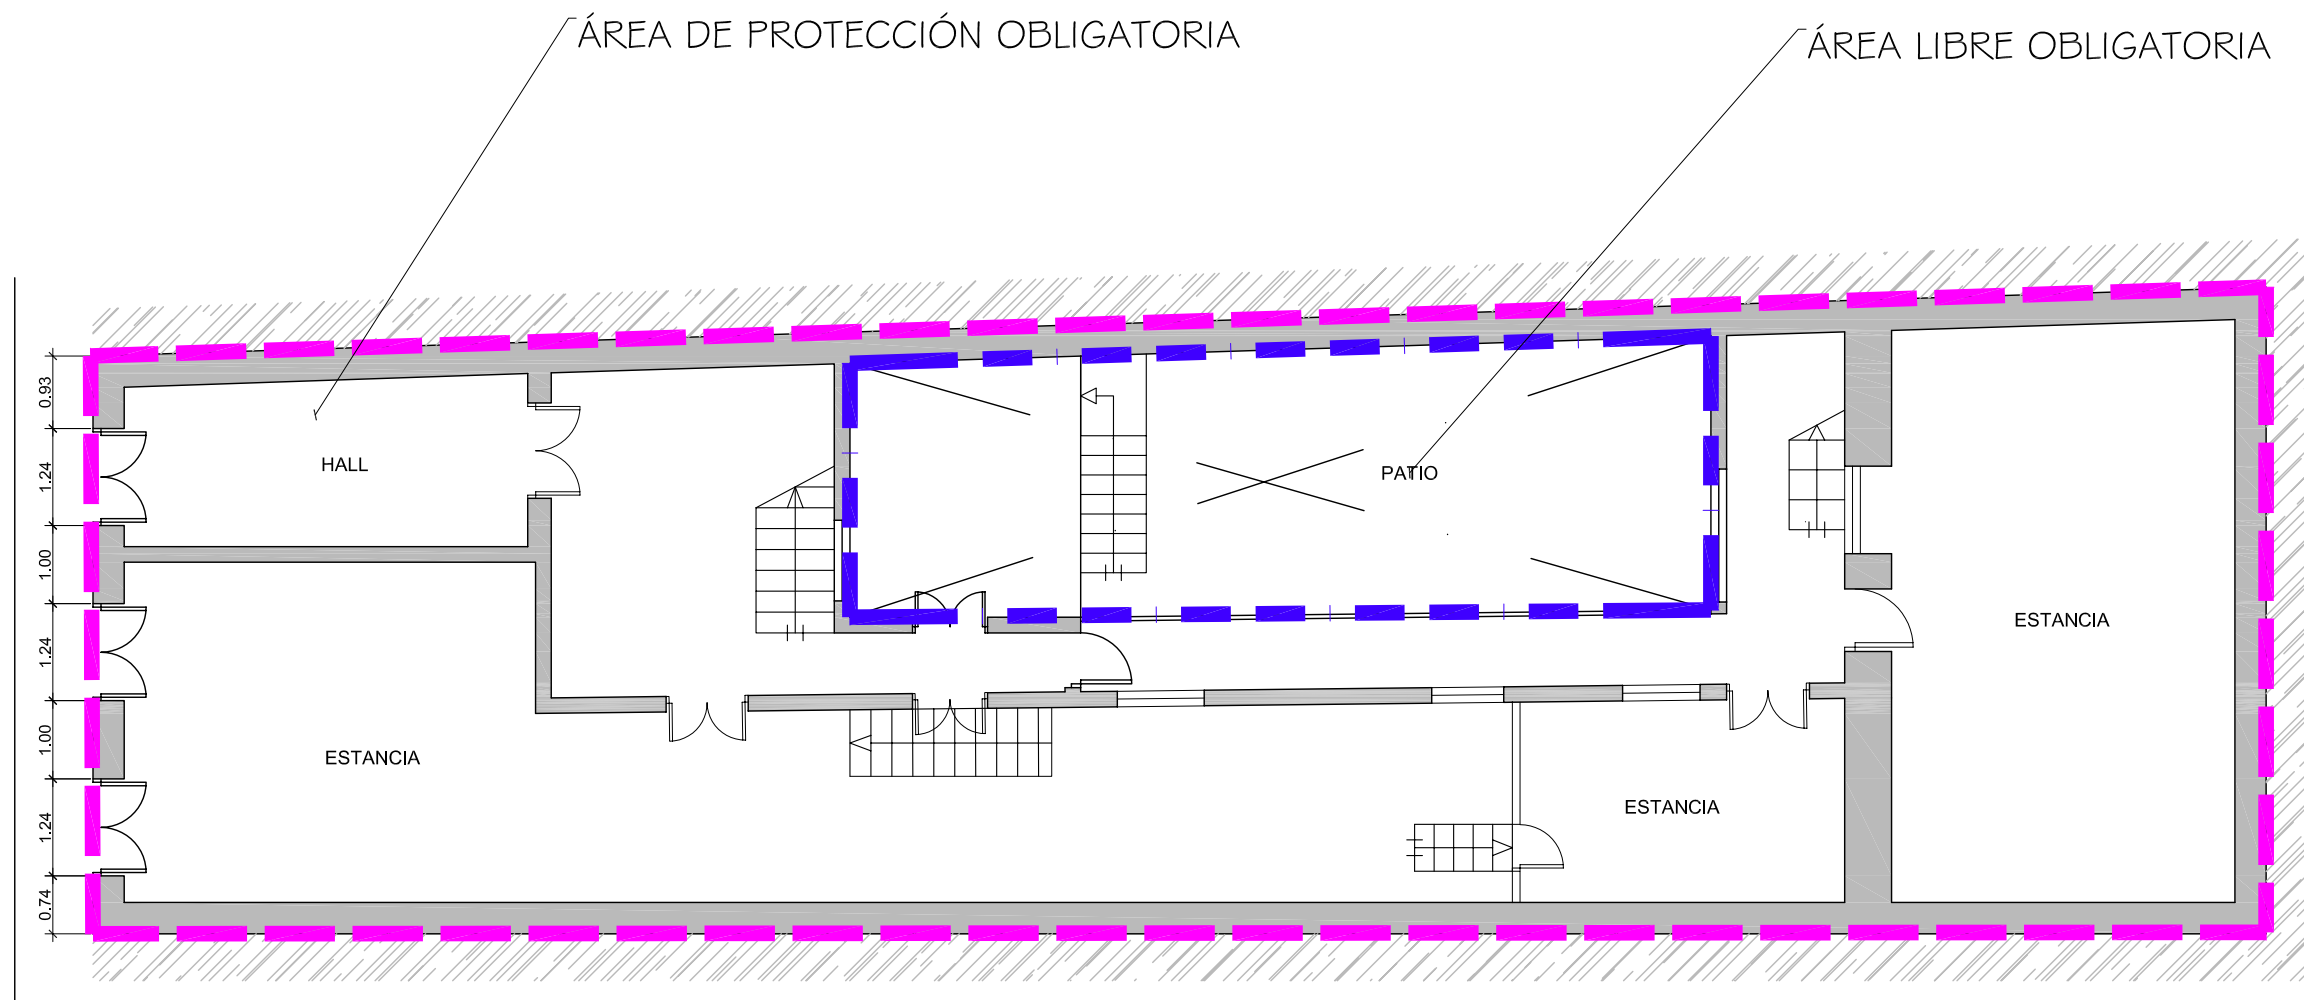 ÁREA DE PROTECCIÓN OBLIGATORIA
ÁREA LIBRE OBLIGATORIA
0.93
1.24
1.00
1.24
1.00
1.24
0.74
HALL
PATIO
ESTANCIA
ESTANCIA
ESTANCIA